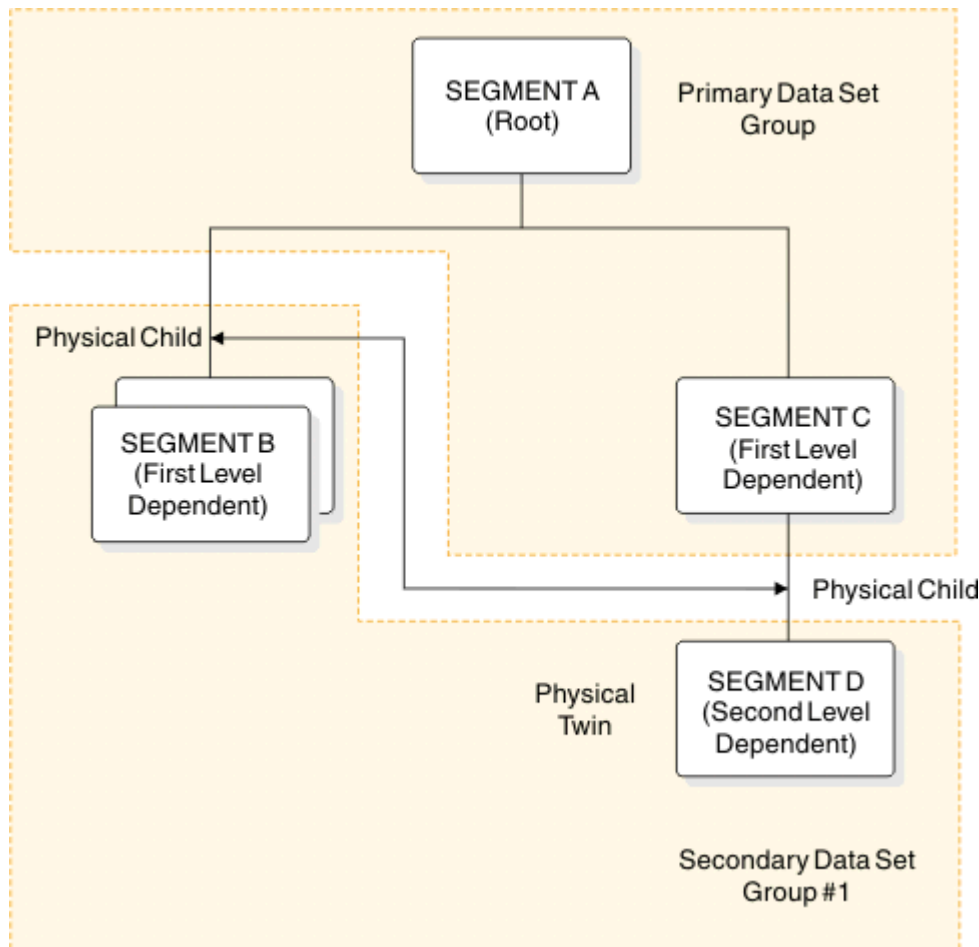 SEGMENT A
(Root)
Primary Data Set
Group
Physical Child
SEGMENT B
(First Level
Dependent)
SEGMENT C
(First Level
Dependent)
Physical Child
Physical
Twin
SEGMENT D
(Second Level
Dependent)
Secondary Data Set
Group #1